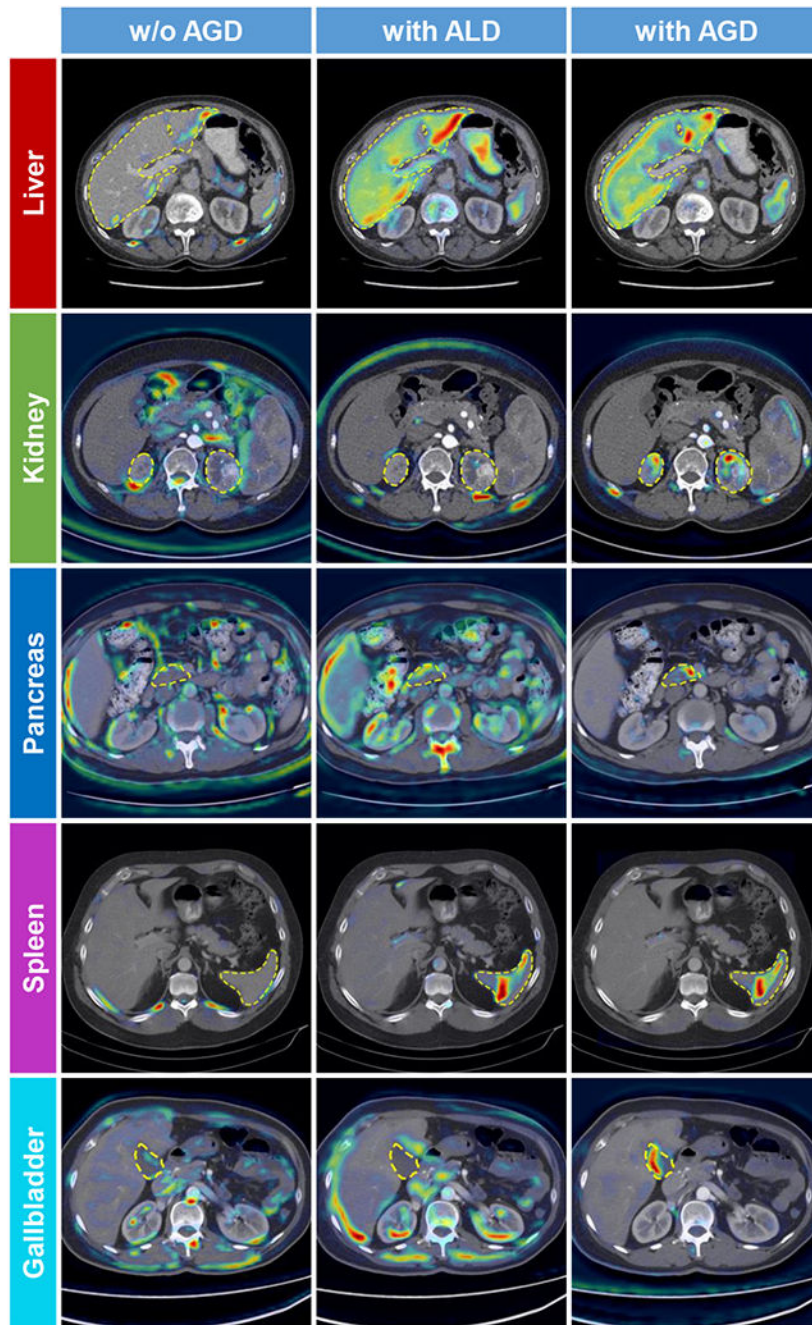 w/o AGD
with ALD
with AGD
Liver
Kidney
Pancreas
Spleen
Gallbladder